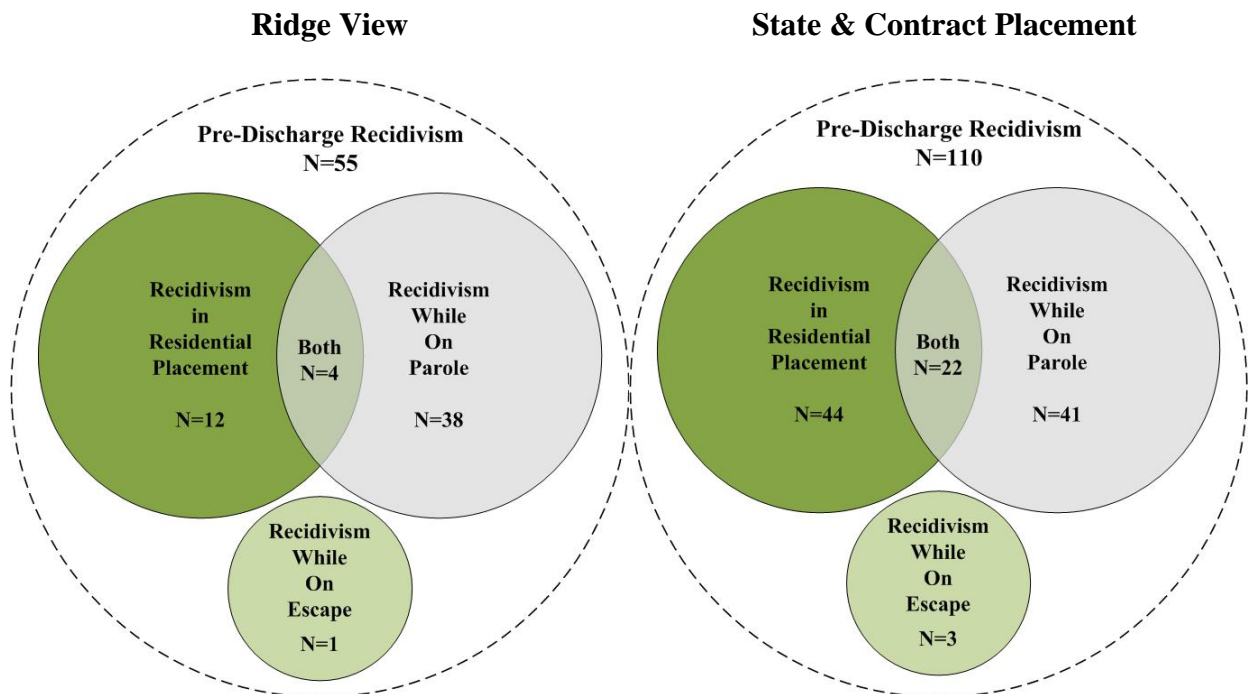 Ridge View
Pre-Discharge Recidivism
N=55
Recidivism
in
Residential
Placement
N=12
Both
N=4
Recidivism
While
On
Parole
N=38
Recidivism
While
On
Escape
N=1
State & Contract Placement
Pre-Discharge Recidivism
N=110
Recidivism
in
Residential
Placement
N=44
Both
N=22
Recidivism
While
On
Parole
N=41
Recidivism
While
On
Escape
N=3